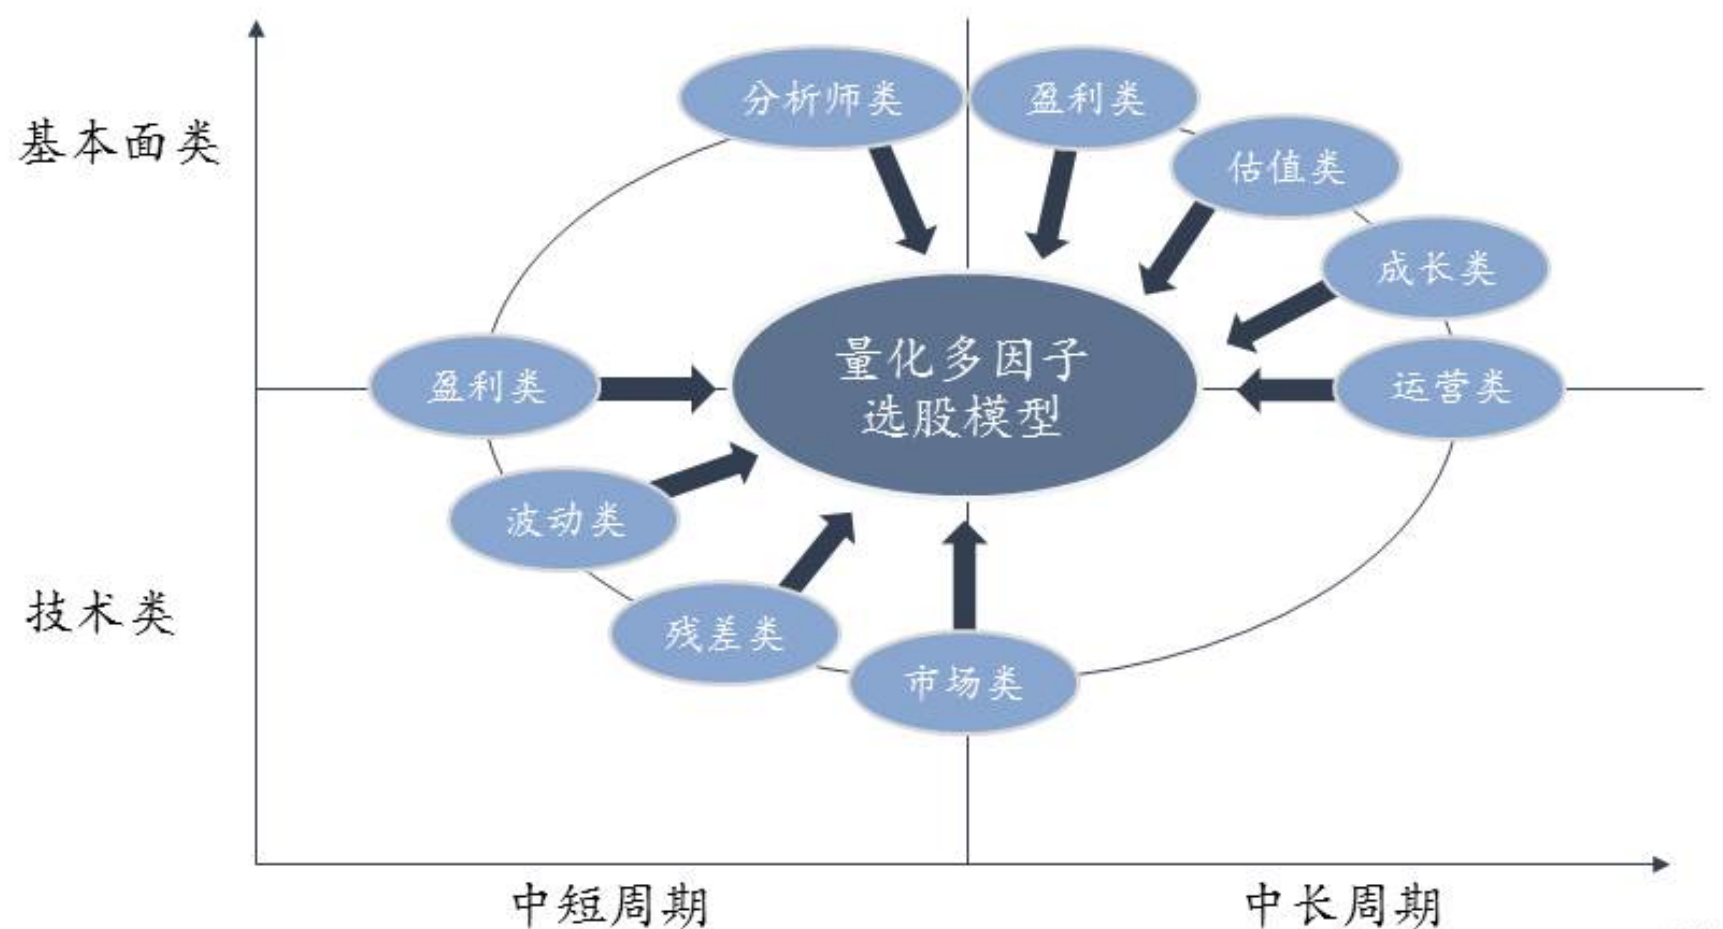 分析师类
盈利类
基本面类
估值类
成长类
量化多因子
选股模型
盈利类
运营类
波动类
技术类
残差类
市场类
中短周期
中长周期